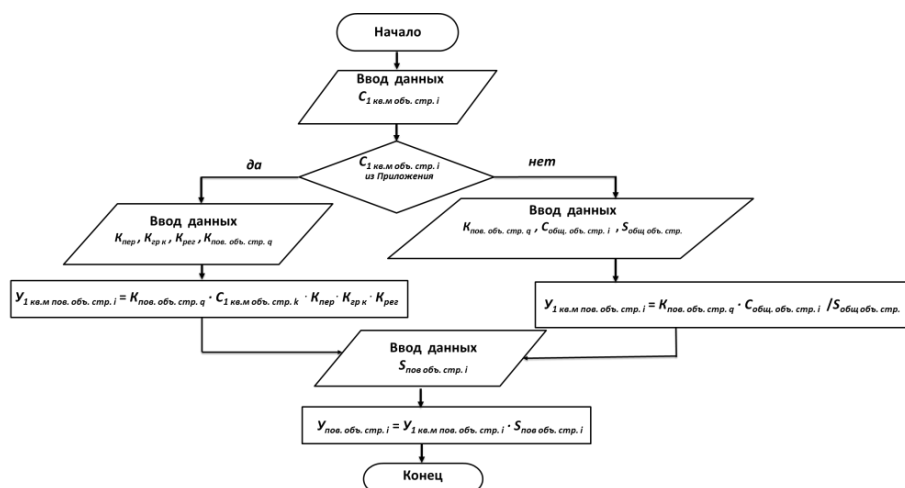 Начало
Ввод данных
С1 кв.м объ. стр. i
да
нет
С1 кв.м объ. стр. i
из Приложения
Ввод данных
Кпер , Кгр к , Крег , Кпов. объ. стр. q
Ввод данных
Кпов. объ. стр. q , Собщ. объ. стр. i , Sобщ объ. стр.
У1 кв.м пов. объ. стр. i = Кпов. объ. стр. q · С1 кв.м объ. стр. k · Кпер · Кгр к · Крег
У1 кв.м пов. объ. стр. i = Кпов. объ. стр. q · Собщ. объ. стр. i /Sобщ объ. стр.
Ввод данных
Sпов объ. стр. i
Упов. объ. стр. i = У1 кв.м пов. объ. стр. i · Sпов объ. стр. i
Конец